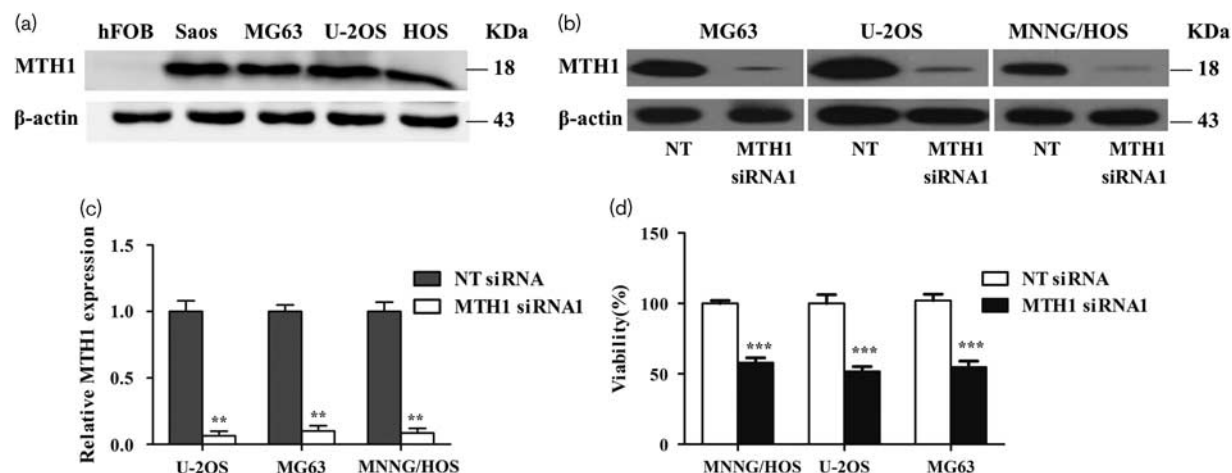 (a)
hFOB Saos MG63 U-2OS HOS KDa
MTH1 18
β-actin 43
(b)
MG63 U-2OS MNNG/HOS KDa
MTH1 18
β-actin 43
NT MTH1 siRNA1 NT MTH1 siRNA1 NT MTH1 siRNA1
(c)
Relative MTH1 expression
1.5
1.0
0.5
0.0
NT siRNA
MTH1 siRNA1
** ** **
U-2OS MG63 MNNG/HOS
(d)
Viability(%)
150
100
50
0
NT siRNA
MTH1 siRNA1
*** *** ***
MNNG/HOS U-2OS MG63